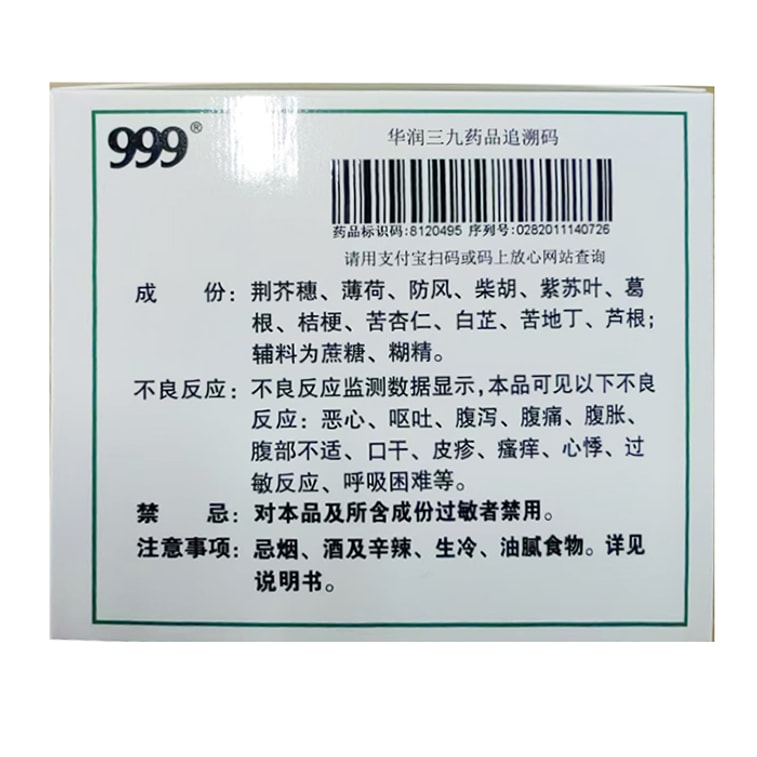 999®
华润三九药品追溯码
药品标识码:8120495 序列号:0282011140726
请用支付宝扫码或码上放心网站查询
成 份：荆芥穗、薄荷、防风、柴胡、紫苏叶、葛
根、桔梗、苦杏仁、白芷、苦地丁、芦根；
辅料为蔗糖、糊精。
不良反应：不良反应监测数据显示，本品可见以下不良
反应：恶心、呕吐、腹泻、腹痛、腹胀、
腹部不适、口干、皮疹、瘙痒、心悸、过
敏反应、呼吸困难等。
禁 忌：对本品及所含成份过敏者禁用。
注意事项：忌烟、酒及辛辣、生冷、油腻食物。详见
说明书。